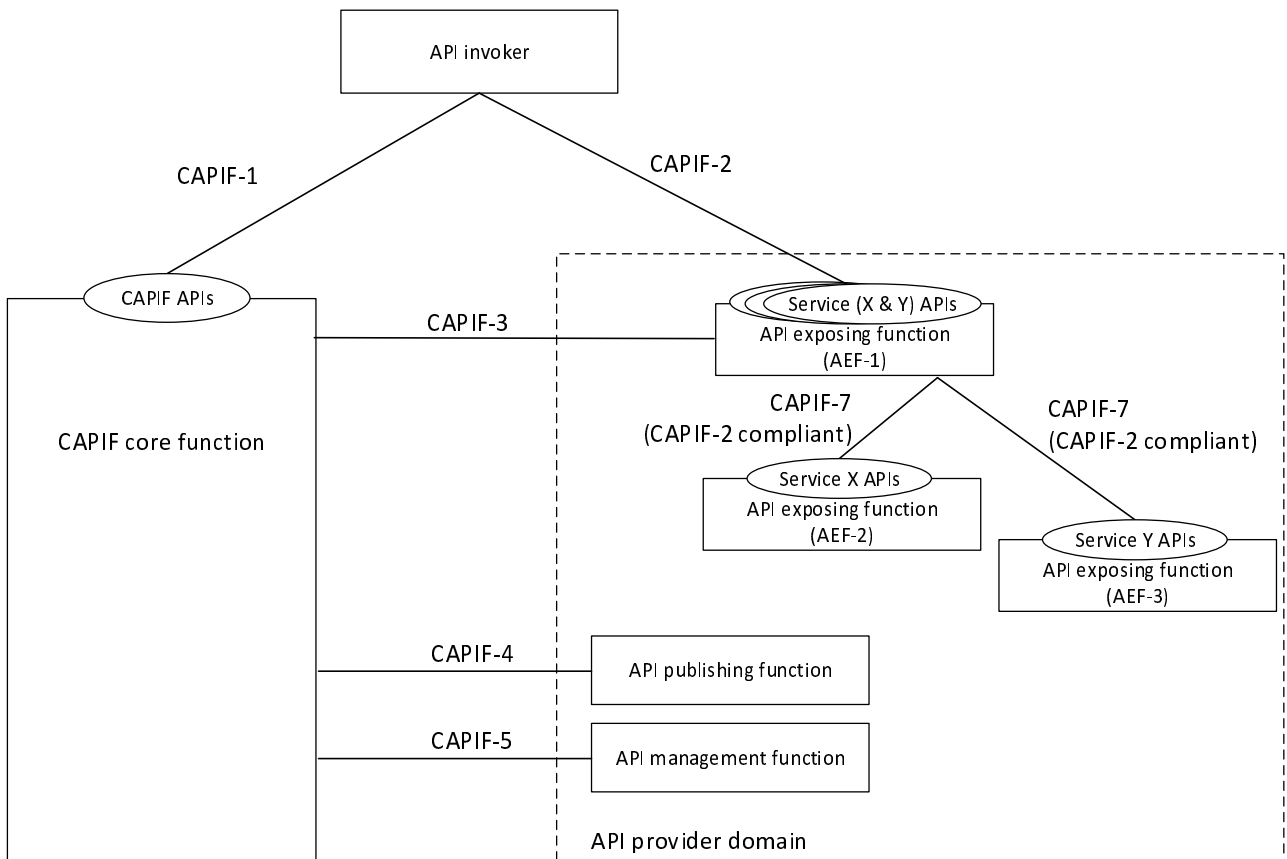 API invoker
CAPIF-1
CAPIF-2
CAPIF APIs
Service (X & Y) APIs
CAPIF-3
API exposing function
(AEF-1)
CAPIF-7
(CAPIF-2 compliant)
CAPIF-7
(CAPIF-2 compliant)
CAPIF core function
Service X APIs
API exposing function
(AEF-2)
Service Y APIs
API exposing function
(AEF-3)
CAPIF-4
API publishing function
CAPIF-5
API management function
API provider domain